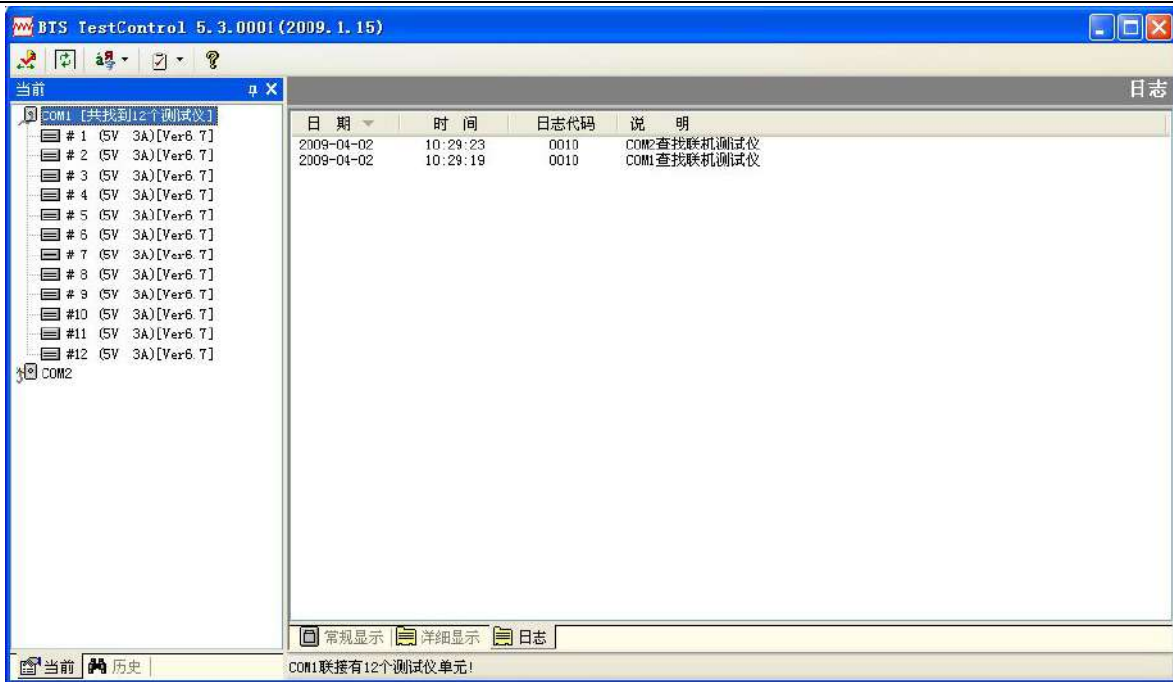 BTS TestControl 5.3.0001(2009.1.15)
当前
日志
COM1 [共找到12个测试仪]
# 1 (5V 3A)[Ver6.7]
# 2 (5V 3A)[Ver6.7]
# 3 (5V 3A)[Ver6.7]
# 4 (5V 3A)[Ver6.7]
# 5 (5V 3A)[Ver6.7]
# 6 (5V 3A)[Ver6.7]
# 7 (5V 3A)[Ver6.7]
# 8 (5V 3A)[Ver6.7]
# 9 (5V 3A)[Ver6.7]
#10 (5V 3A)[Ver6.7]
#11 (5V 3A)[Ver6.7]
#12 (5V 3A)[Ver6.7]
COM2
日 期 时 间 日志代码 说 明
2009-04-02 10:29:23 0010 COM2查找联机测试仪
2009-04-02 10:29:19 0010 COM1查找联机测试仪
常规显示 详细显示 日志
当前 历史
COM1联接有12个测试仪单元!